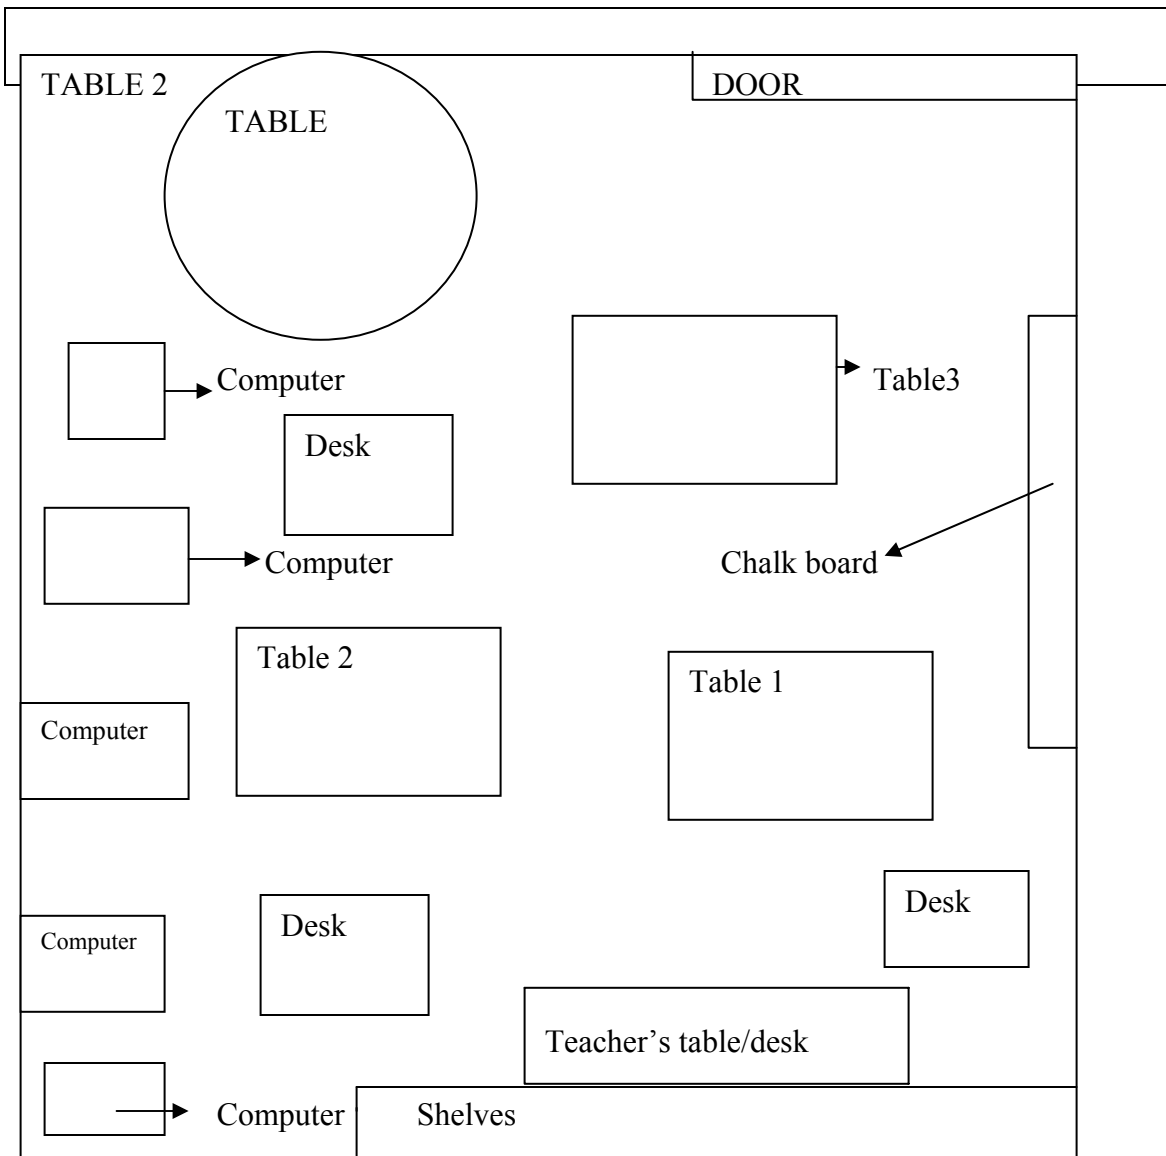 TABLE 2
DOOR
TABLE
Computer
Table3
Desk
Computer
Chalk board
Table 2
Table 1
Computer
Desk
Desk
Computer
Teacher’s table/desk
Computer
Shelves